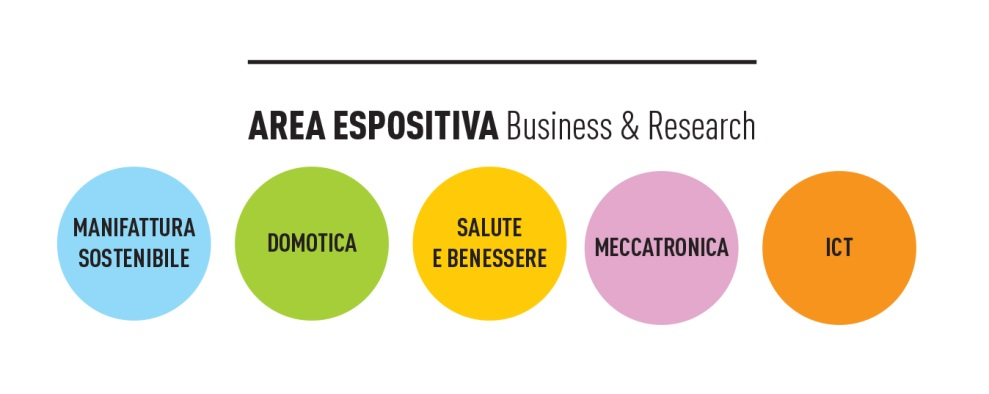 AREA ESPOSITIVA Business & Research
MANIFATTURA
SOSTENIBILE
DOMOTICA
SALUTE
E BENESSERE
MECCATRONICA
ICT